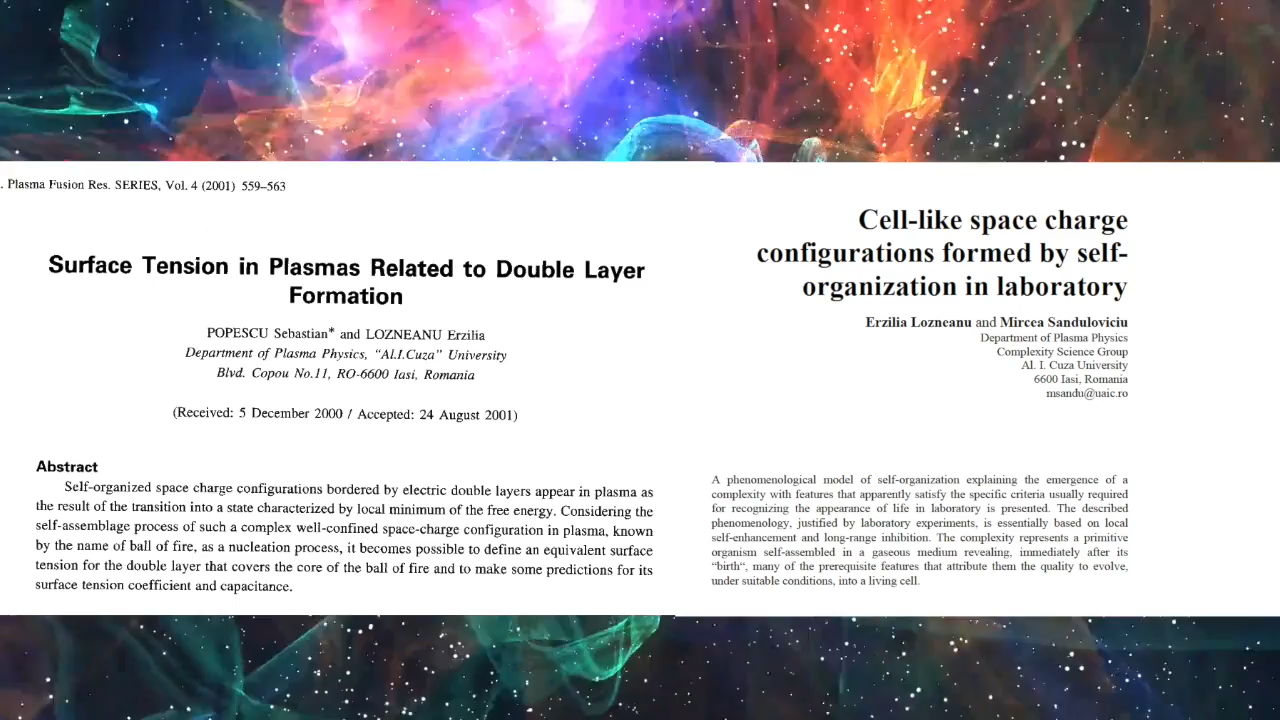 . Plasma Fusion Res. SERIES, Vol. 4 (2001) 559–563
Surface Tension in Plasmas Related to Double Layer
Formation
POPESCU Sebastian* and LOZNEANU Erzilia
Department of Plasma Physics, "Al.I.Cuza" University
Blvd. Copou No.11, RO-6600 Iasi, Romania
(Received: 5 December 2000 / Accepted: 24 August 2001)
Abstract
Self-organized space charge configurations bordered by electric double layers appear in plasma as
the result of the transition into a state characterized by local minimum of the free energy. Considering the
self-assemblage process of such a complex well-confined space-charge configuration in plasma, known
by the name of ball of fire, as a nucleation process, it becomes possible to define an equivalent surface
tension for the double layer that covers the core of the ball of fire and to make some predictions for its
surface tension coefficient and capacitance.
Cell-like space charge
configurations formed by self-
organization in laboratory
Erzilia Lozneanu and Mircea Sanduloviciu
Department of Plasma Physics
Complexity Science Group
Al. I. Cuza University
6600 Iasi, Romania
msandu@uaic.ro
A phenomenological model of self-organization explaining the emergence of a
complexity with features that apparently satisfy the specific criteria usually required
for recognizing the appearance of life in laboratory is presented. The described
phenomenology, justified by laboratory experiments, is essentially based on local
self-enhancement and long-range inhibition. The complexity represents a primitive
organism self-assembled in a gaseous medium revealing, immediately after its
“birth“, many of the prerequisite features that attribute them the quality to evolve,
under suitable conditions, into a living cell.